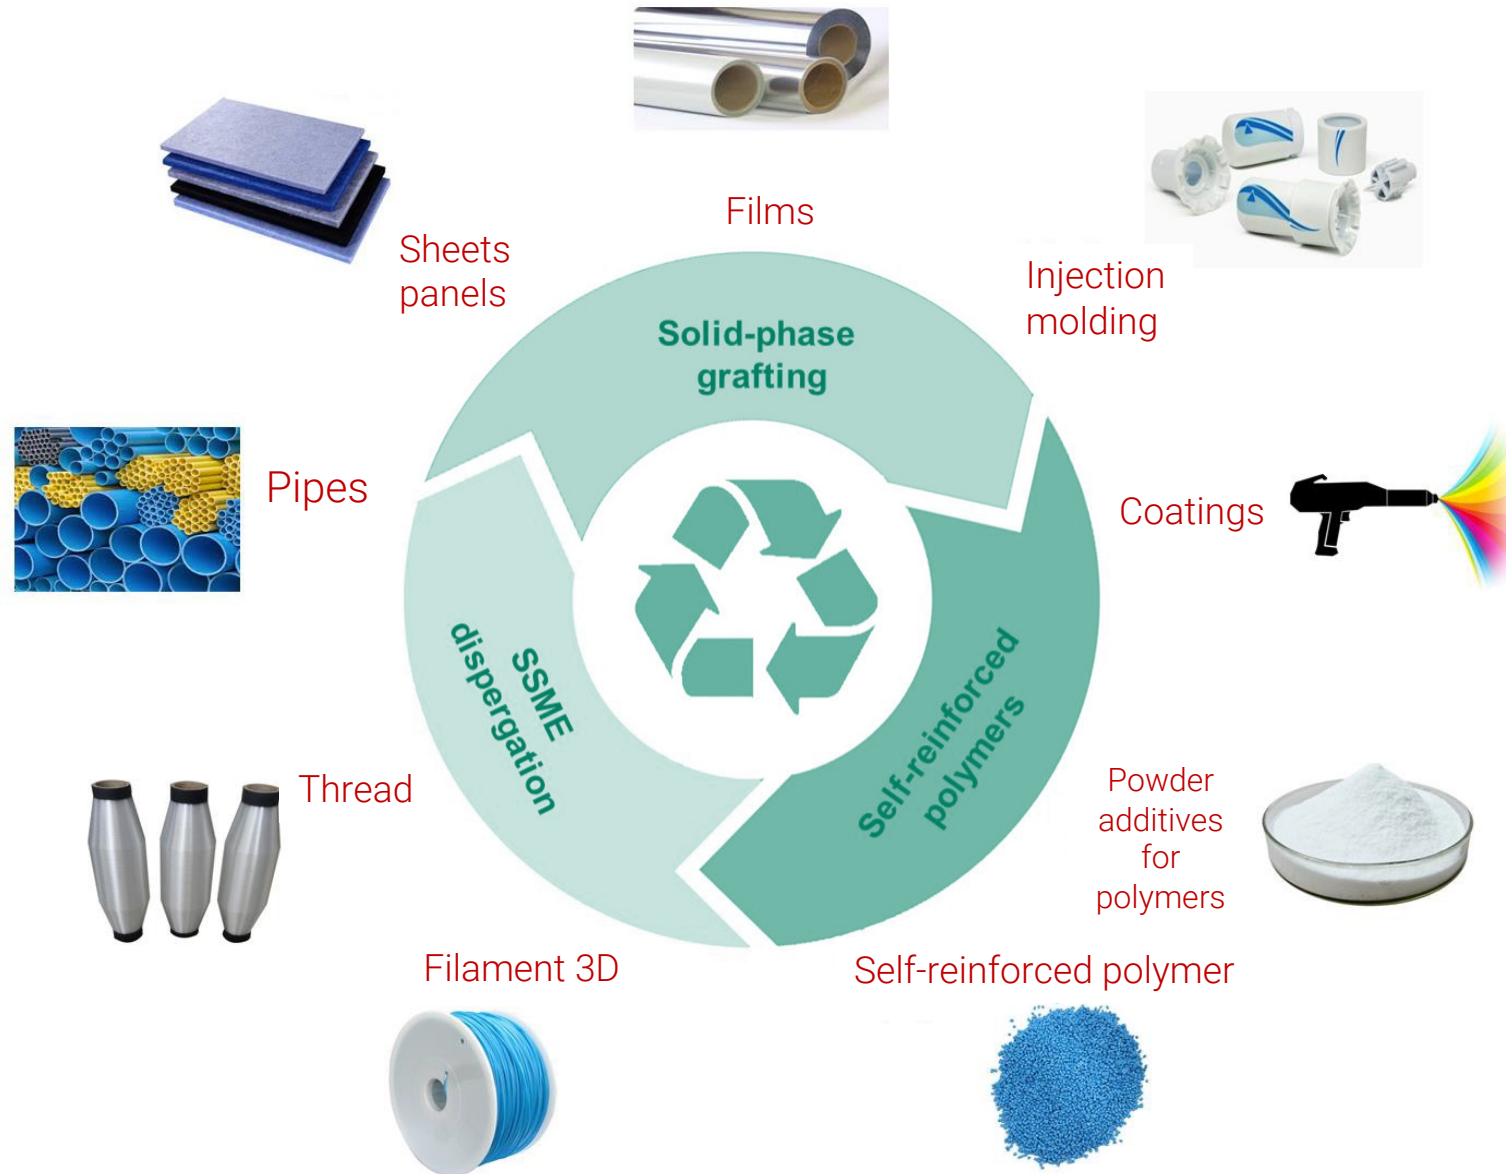 Films
Sheets
panels
Injection
molding
Solid-phase
grafting
Pipes
Coatings
SSME
dispergation
Self-reinforced
polymers
Thread
Powder
additives
for
polymers
Filament 3D
Self-reinforced polymer